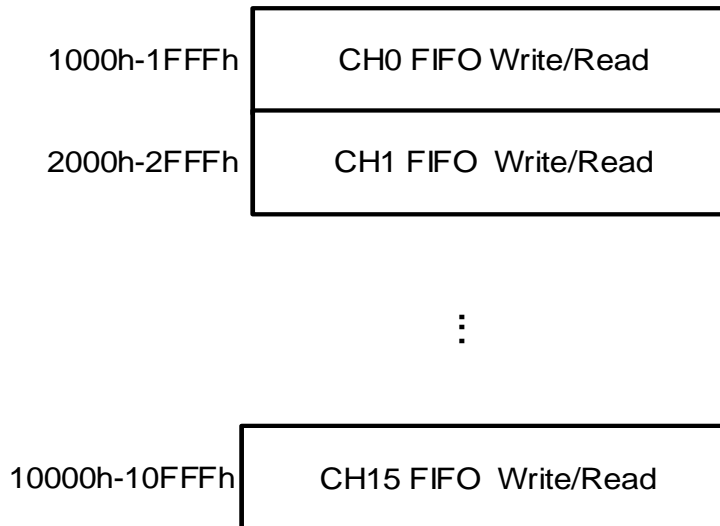 1000h-1FFFh CH0 FIFO Write/Read
2000h-2FFFh CH1 FIFO Write/Read
...
10000h-10FFFh CH15 FIFO Write/Read